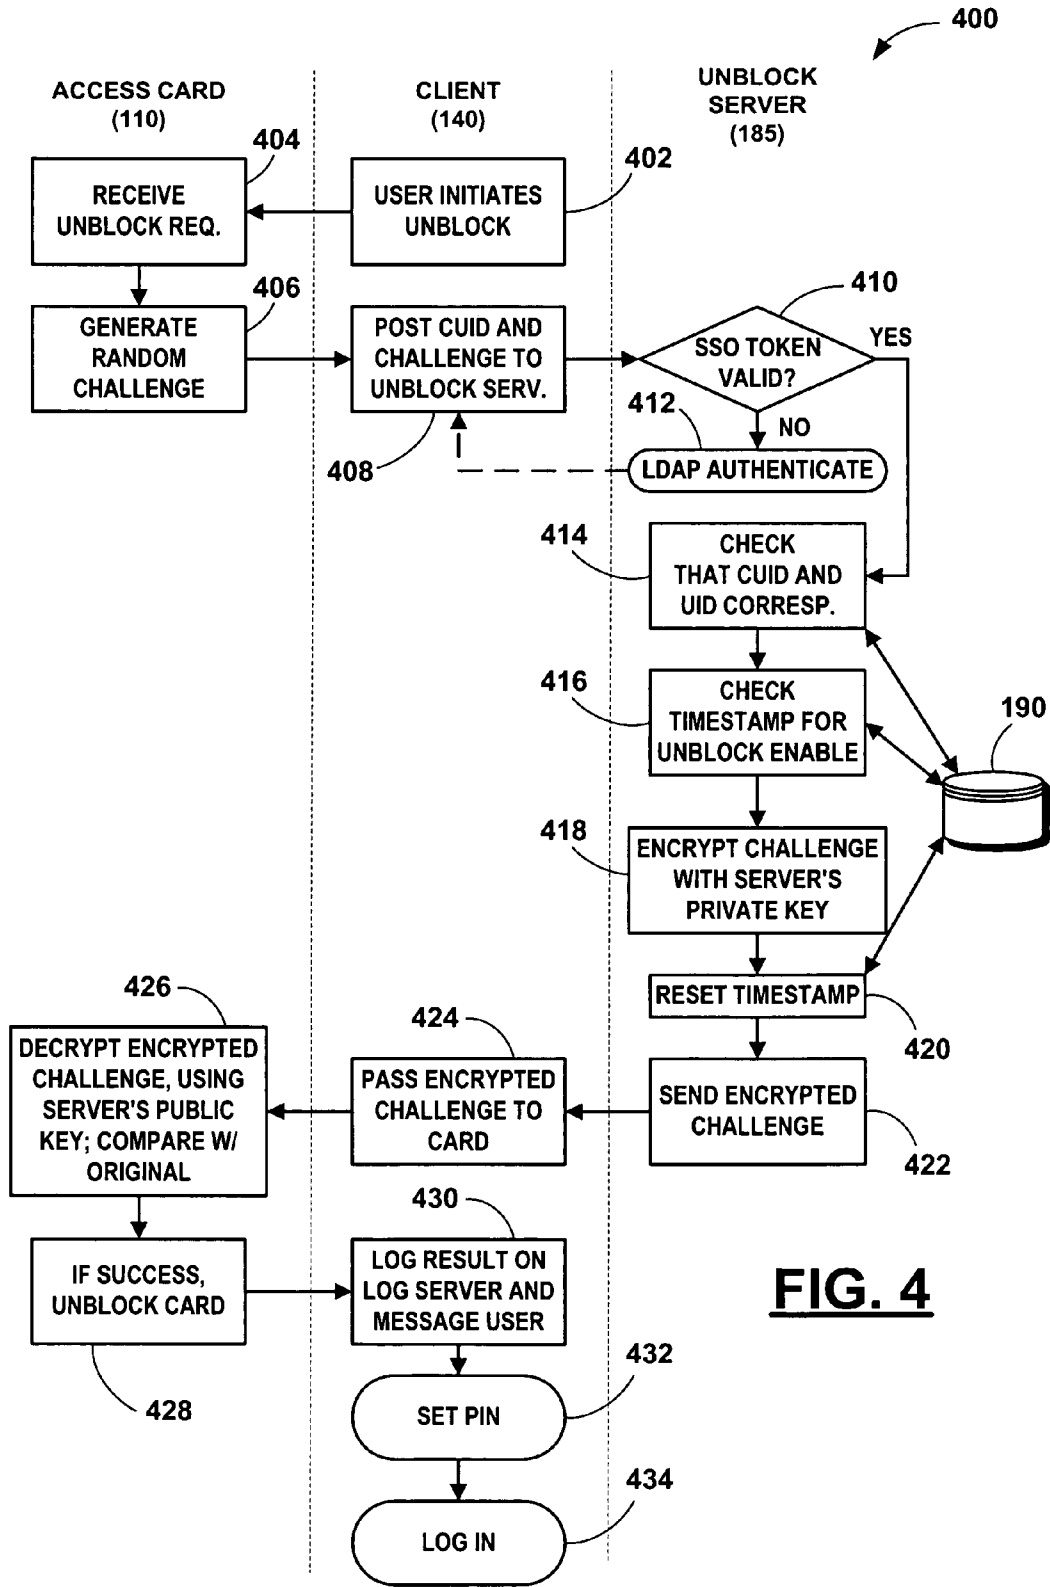 400
ACCESS CARD
(110)
CLIENT
(140)
UNBLOCK
SERVER
(185)
404
RECEIVE
UNBLOCK REQ.
402
USER INITIATES
UNBLOCK
406
GENERATE
RANDOM
CHALLENGE
POST CUID AND
CHALLENGE TO
UNBLOCK SERV.
408
410
SSO TOKEN
VALID?
YES
NO
412
LDAP AUTHENTICATE
414
CHECK
THAT CUID AND
UID CORRESP.
416
CHECK
TIMESTAMP FOR
UNBLOCK ENABLE
190
418
ENCRYPT CHALLENGE
WITH SERVER'S
PRIVATE KEY
RESET TIMESTAMP
420
SEND ENCRYPTED
CHALLENGE
422
424
PASS ENCRYPTED
CHALLENGE TO
CARD
426
DECRYPT ENCRYPTED
CHALLENGE, USING
SERVER'S PUBLIC
KEY; COMPARE W/
ORIGINAL
IF SUCCESS,
UNBLOCK CARD
428
430
LOG RESULT ON
LOG SERVER AND
MESSAGE USER
432
SET PIN
434
LOG IN
FIG. 4